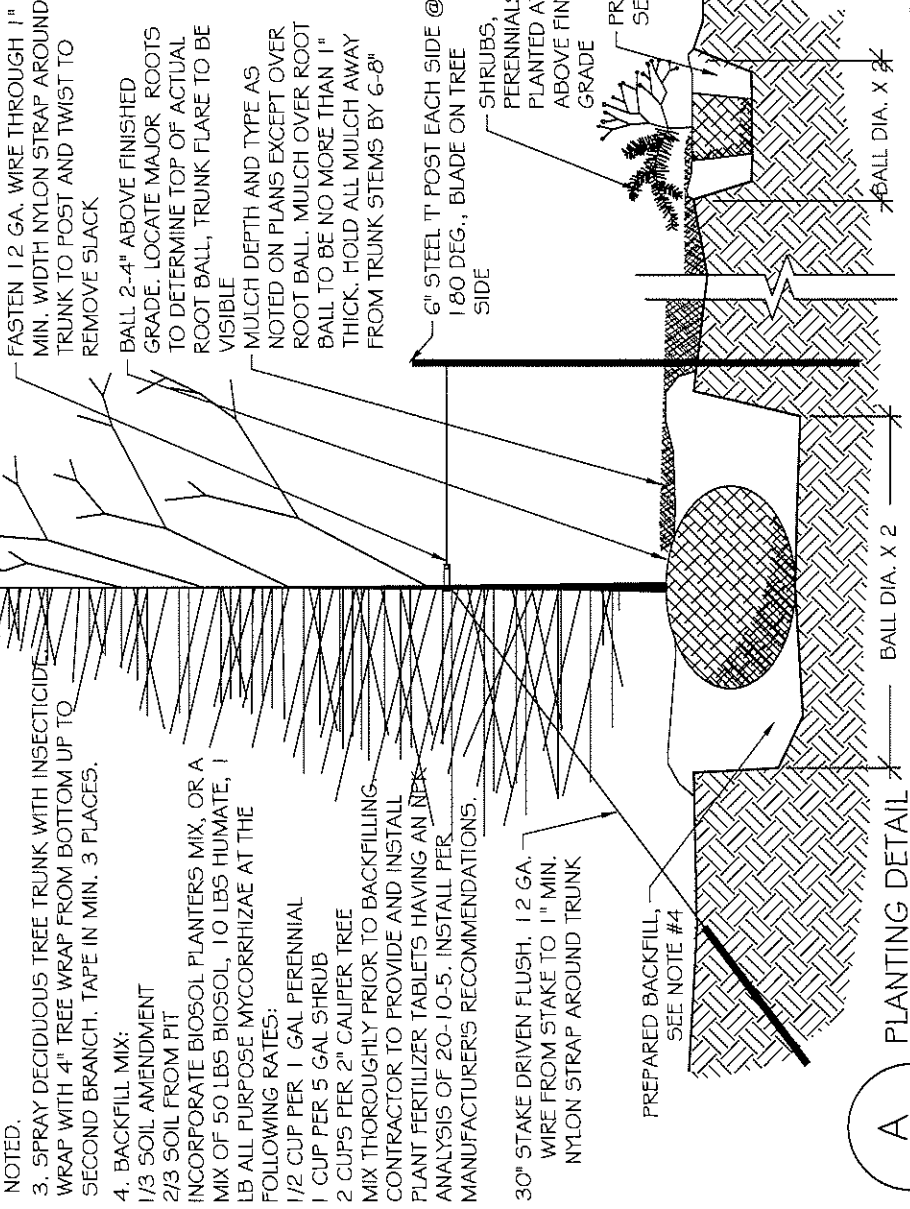 NOTED.
3. SPRAY DECIDUOUS TREE TRUNK WITH INSECTICIDE.
WRAP WITH 4" TREE WRAP FROM BOTTOM UP TO
SECOND BRANCH. TAPE IN MIN. 3 PLACES.
4. BACKFILL MIX:
1/3 SOIL AMENDMENT
2/3 SOIL FROM PIT
INCORPORATE BIOSOL PLANTERS MIX, OR A
MIX OF 50 LBS BIOSOL, 10 LBS HUMATE, 1
LB ALL PURPOSE MYCORRHIZAE AT THE
FOLLOWING RATES:
1/2 CUP PER 1 GAL PERENNIAL
1 CUP PER 5 GAL SHRUB
2 CUPS PER 2" CALIPER TREE
MIX THOROUGHLY PRIOR TO BACKFILLING.
CONTRACTOR TO PROVIDE AND INSTALL
PLANT FERTILIZER TABLETS HAVING AN NPK
ANALYSIS OF 20-10-5. INSTALL PER
MANUFACTURER'S RECOMMENDATIONS.
30" STAKE DRIVEN FLUSH. 12 GA.
WIRE FROM STAKE TO 1" MIN.
NYLON STRAP AROUND TRUNK
PREPARED BACKFILL,
SEE NOTE #4
FASTEN 12 GA. WIRE THROUGH 1"
MIN. WIDTH NYLON STRAP AROUND
TRUNK TO POST AND TWIST TO
REMOVE SLACK
BALL 2-4" ABOVE FINISHED
GRADE. LOCATE MAJOR ROOTS
TO DETERMINE TOP OF ACTUAL
ROOT BALL, TRUNK FLARE TO BE
VISIBLE
MULCH DEPTH AND TYPE AS
NOTED ON PLANS EXCEPT OVER
ROOT BALL. MULCH OVER ROOT
BALL TO BE NO MORE THAN 1"
THICK. HOLD ALL MULCH AWAY
FROM TRUNK STEMS BY 6-8"
6" STEEL 'T' POST EACH SIDE @
180 DEG., BLADE ON TREE
SIDE
SHRUBS,
PERENNIALS
PLANTED AT
ABOVE FIN
GRADE
PR
SE
BALL DIA. X 2
BALL DIA. X 2
A PLANTING DETAIL